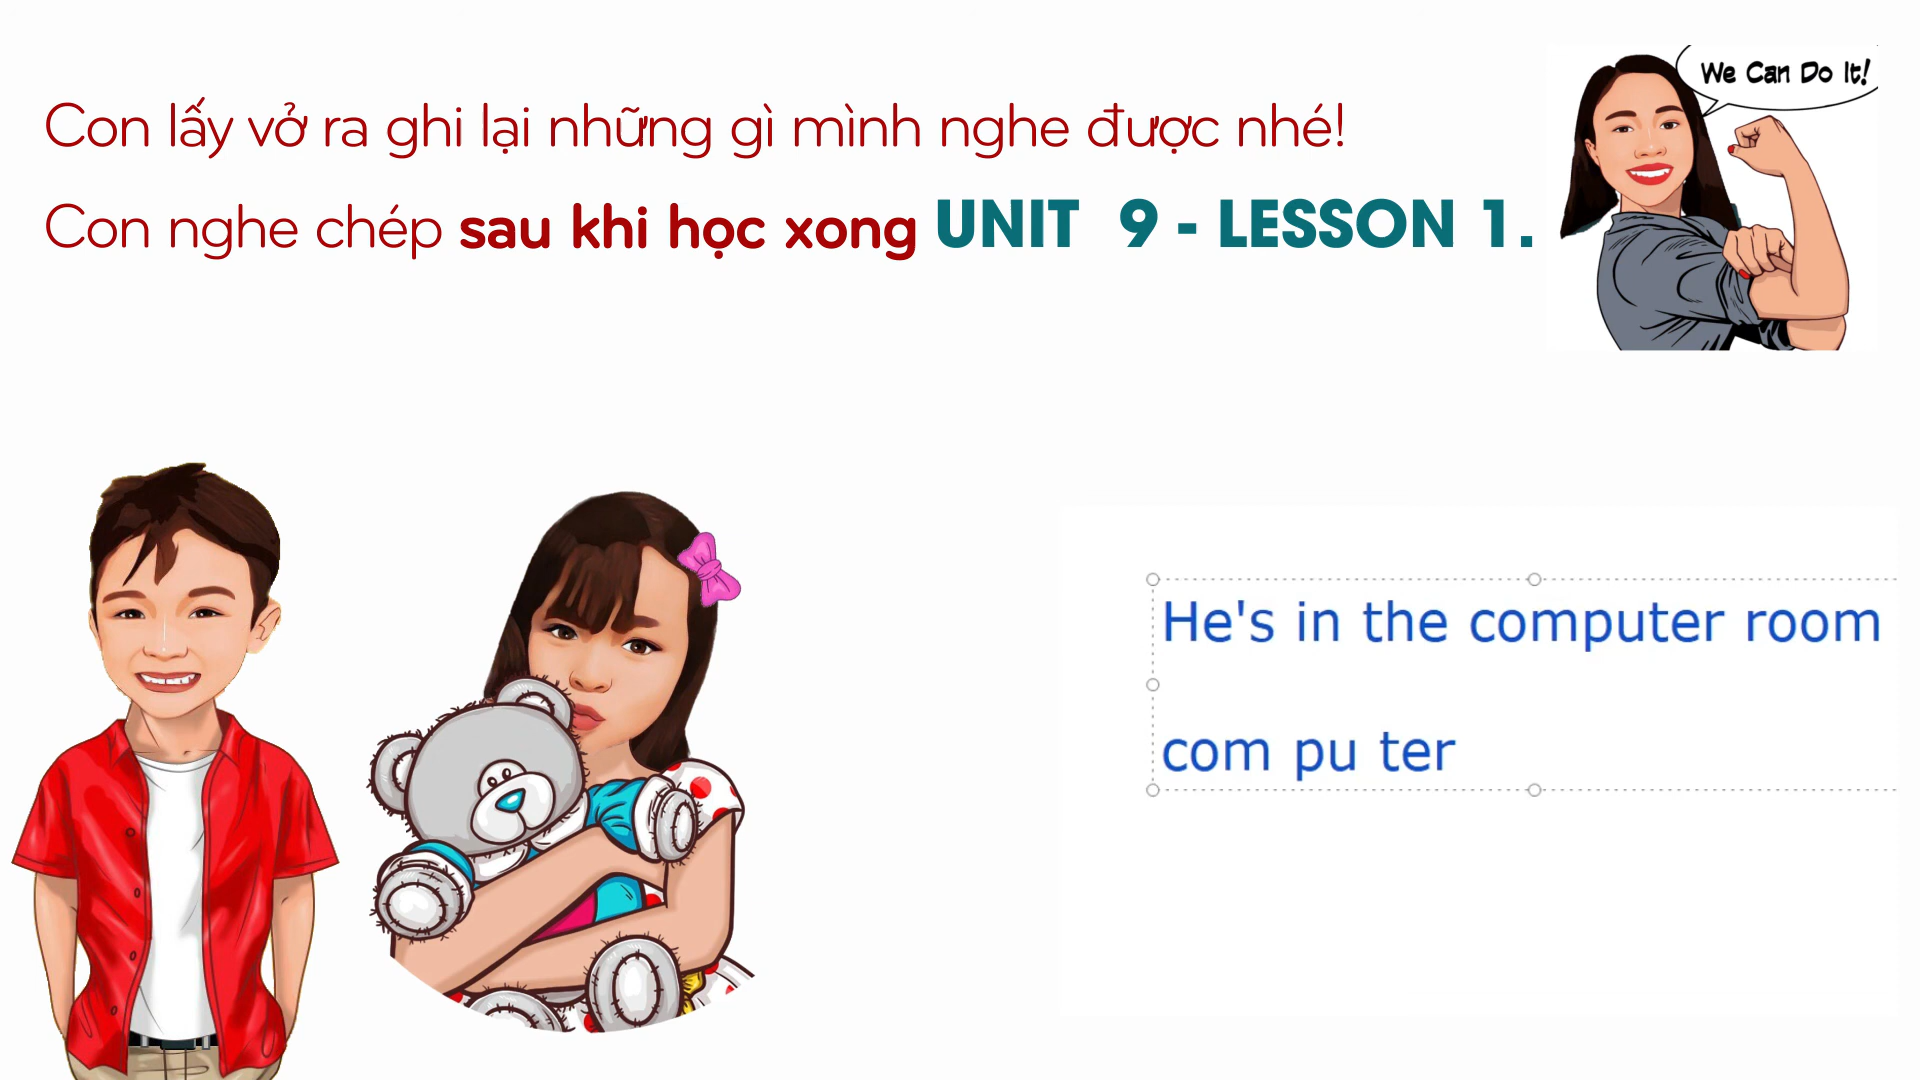 We Can Do It!
Con lấy vở ra ghi lại những gì mình nghe được nhé!
Con nghe chép sau khi học xong UNIT 9 - LESSON 1.
He's in the computer room
com pu ter